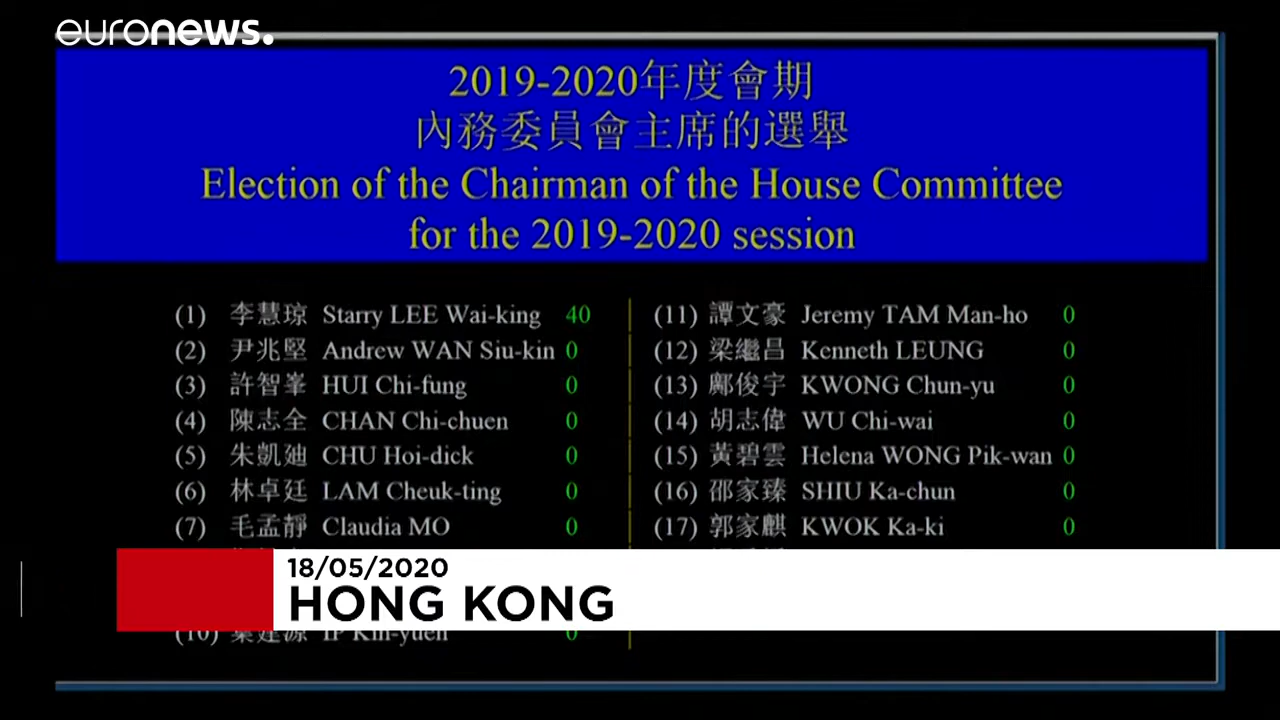 euronews.
2019-2020年度會期
內務委員會主席的選舉
Election of the Chairman of the House Committee
for the 2019-2020 session
(1) 李慧琼 Starry LEE Wai-king 40
(2) 尹兆堅 Andrew WAN Siu-kin 0
(3) 許智峯 HUI Chi-fung 0
(4) 陳志全 CHAN Chi-chuen 0
(5) 朱凱廸 CHU Hoi-dick 0
(6) 林卓廷 LAM Cheuk-ting 0
(7) 毛孟靜 Claudia MO 0
(10) 葉建源 IP Kin-yuen 0
(11) 譚文豪 Jeremy TAM Man-ho 0
(12) 梁繼昌 Kenneth LEUNG 0
(13) 鄺俊宇 KWONG Chun-yu 0
(14) 胡志偉 WU Chi-wai 0
(15) 黃碧雲 Helena WONG Pik-wan 0
(16) 邵家臻 SHIU Ka-chun 0
(17) 郭家麒 KWOK Ka-ki 0
18/05/2020
HONG KONG